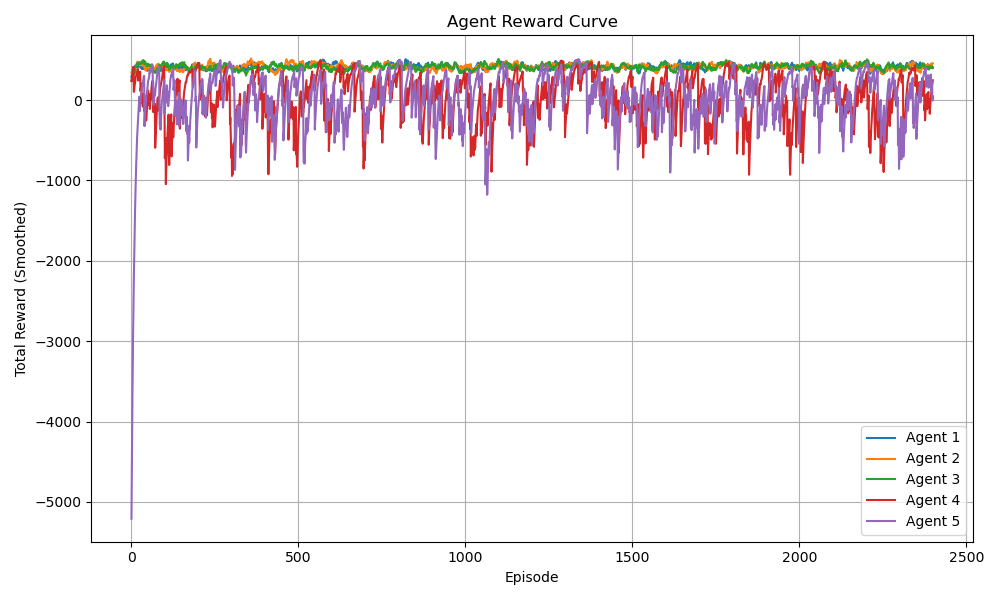 Agent Reward Curve
Total Reward (Smoothed)
0
−1000
−2000
−3000
−4000
−5000
0 500 1000 1500 2000 2500
Episode
Agent 1
Agent 2
Agent 3
Agent 4
Agent 5